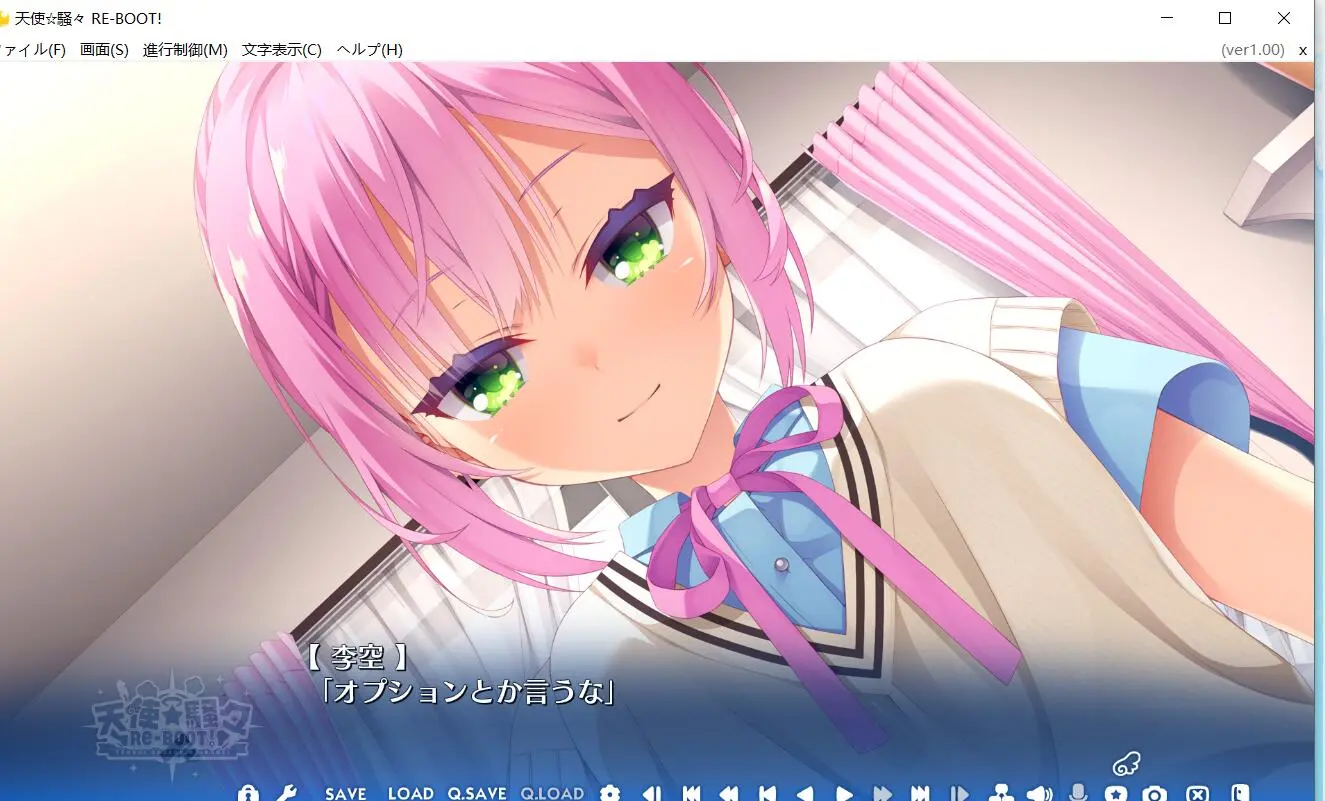 天使☆騒々 RE-BOOT!
ァイル(F) 画面(S) 進行制御(M) 文字表示(C) ヘルプ(H)
(ver1.00) x
【 李空 】
「オプションとか言うな」
天使★騒々
RE-BOOT!
SAVE LOAD Q.SAVE Q.LOAD